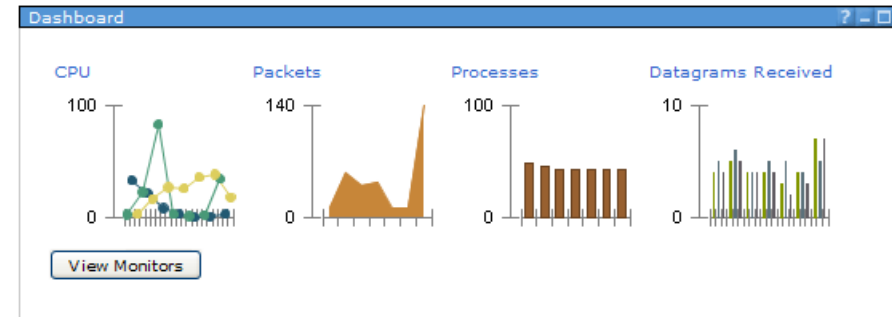 Dashboard ?
CPU Packets Processes Datagrams Received
100 140 100 10
0 0 0 0
View Monitors